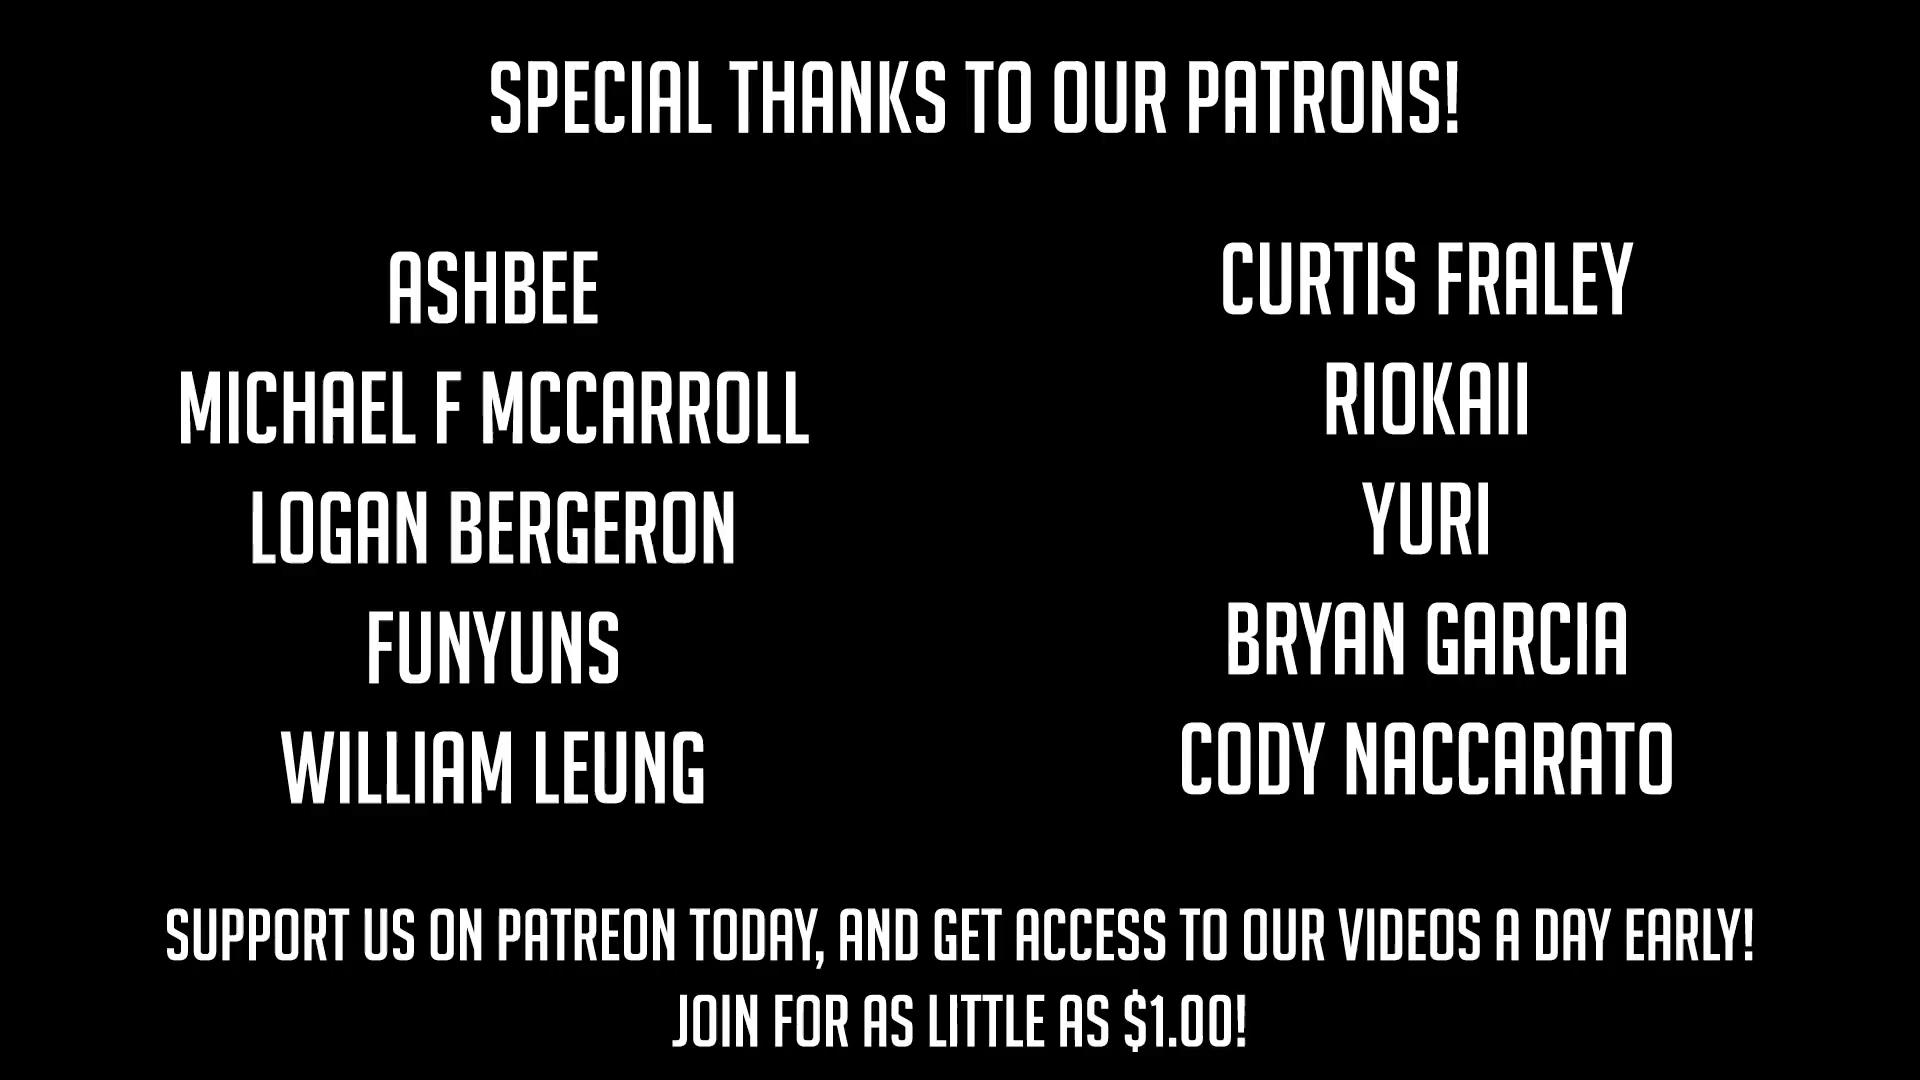 SPECIAL THANKS TO OUR PATRONS!
ASHBEE
MICHAEL F MCCARROLL
LOGAN BERGERON
FUNYUNS
WILLIAM LEUNG
CURTIS FRALEY
RIOKAII
YURI
BRYAN GARCIA
CODY NACCARATO
SUPPORT US ON PATREON TODAY, AND GET ACCESS TO OUR VIDEOS A DAY EARLY!
JOIN FOR AS LITTLE AS $1.00!